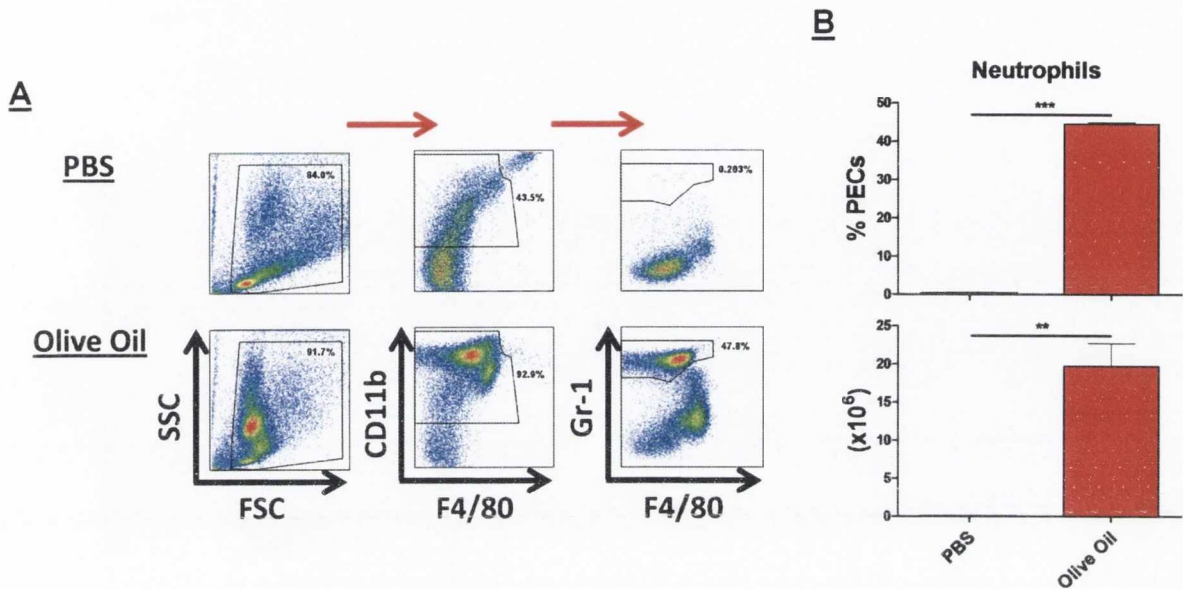 A
PBS
84.0%
43.5%
0.203%
Olive Oil
91.7%
92.9%
47.8%
SSC
CD11b
Gr-1
FSC
F4/80
F4/80
B
Neutrophils
***
50
40
30
20
10
0
% PECs
**
25
20
15
10
5
0
(x10⁶)
PBS
Olive Oil